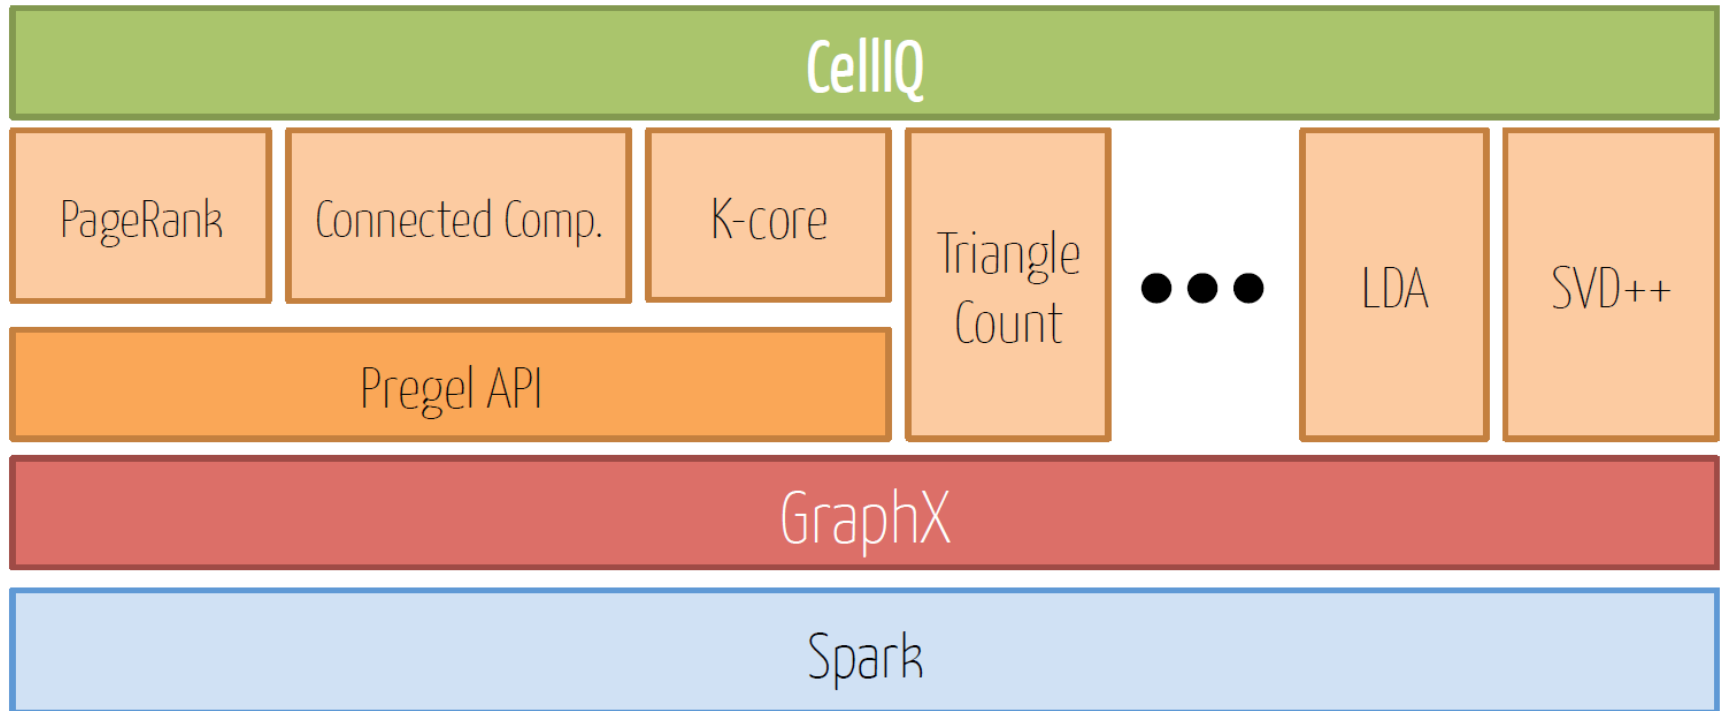 CellIQ
PageRank
Connected Comp.
K-core
Triangle
Count
LDA
SVD++
Pregel API
GraphX
Spark